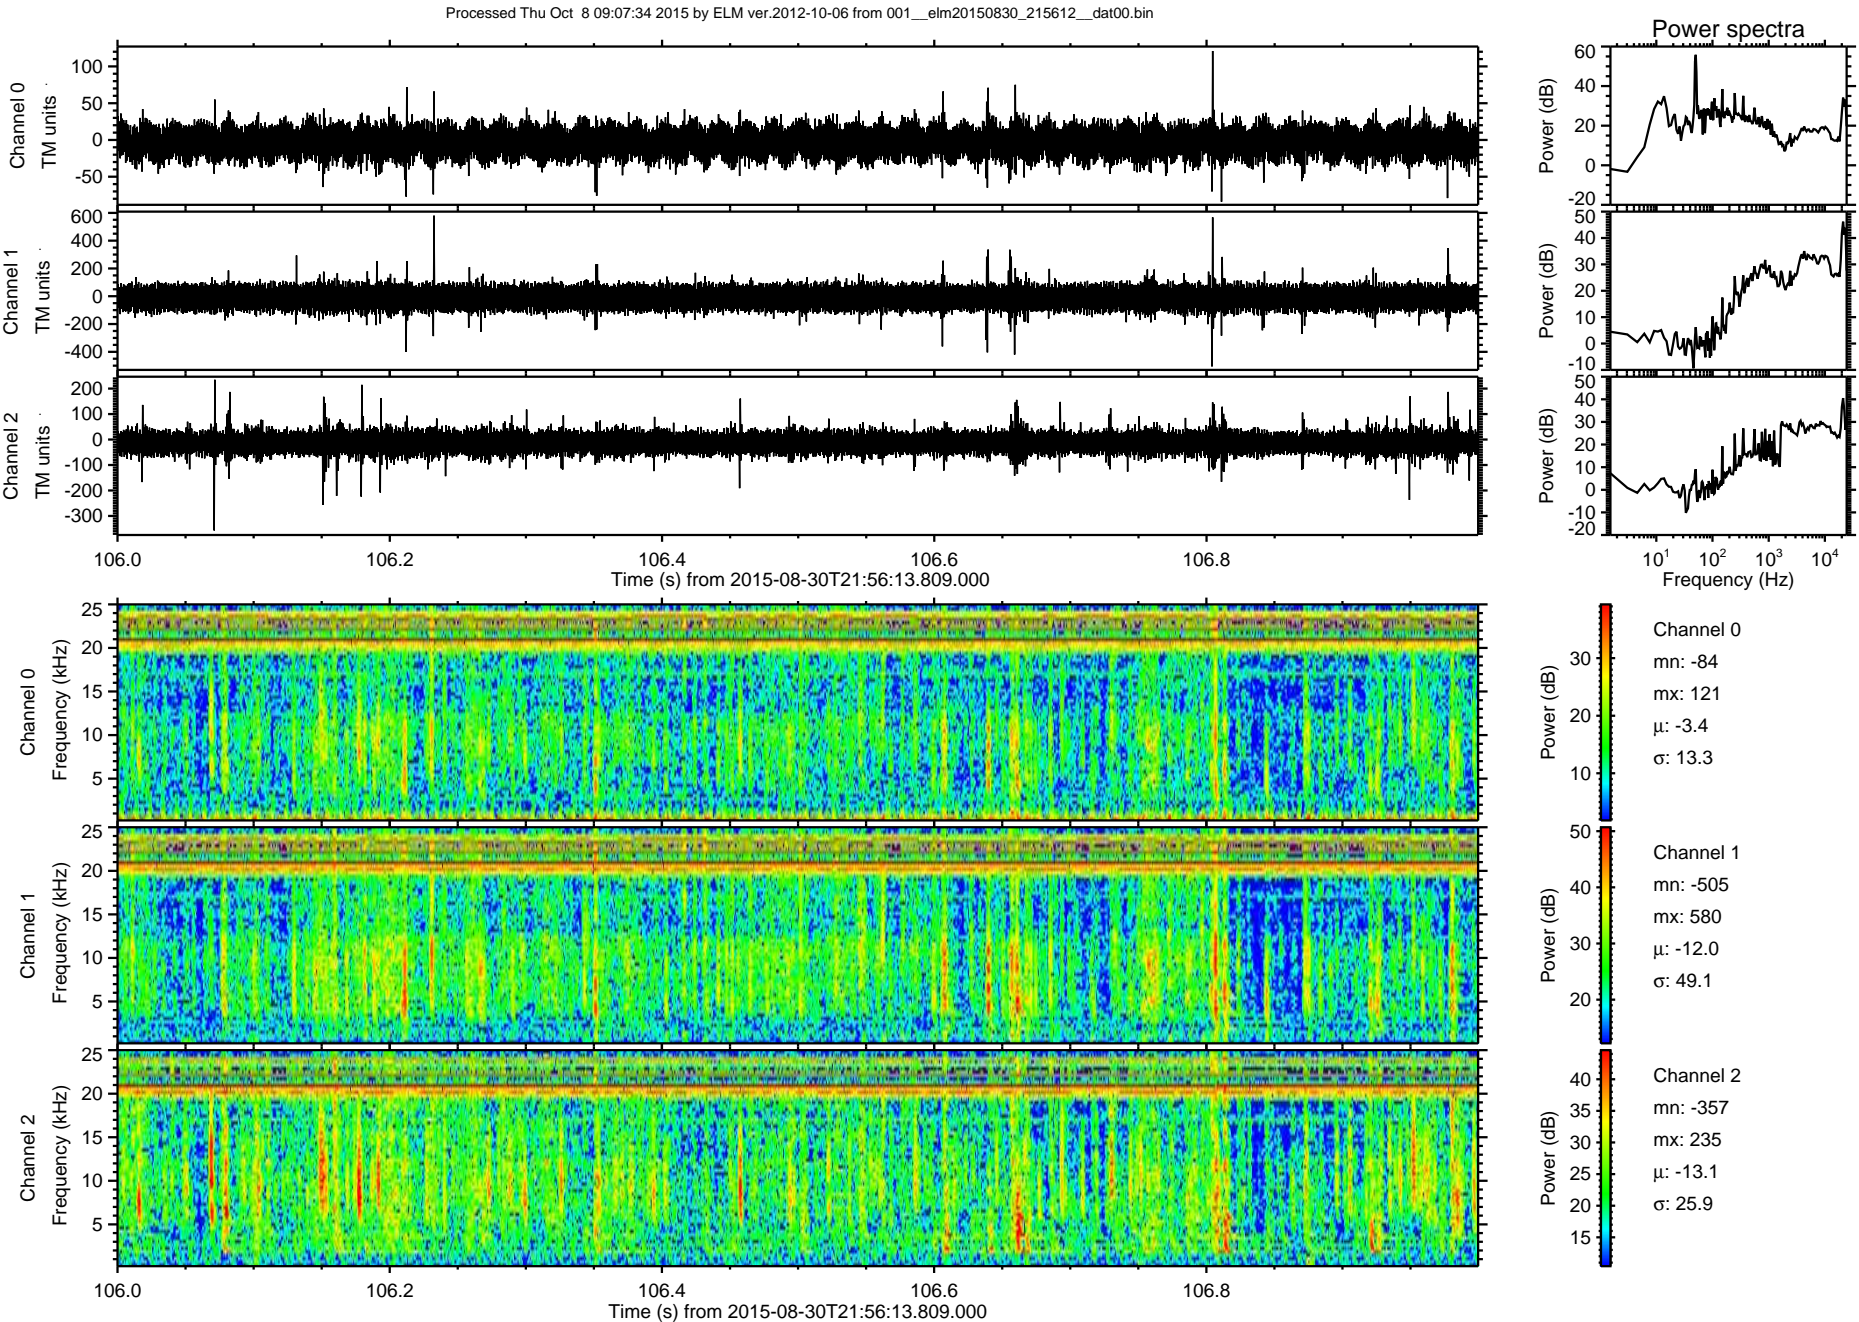 Processed Thu Oct  8 09:07:34 2015 by ELM ver.2012-10-06 from 001__elm20150830_215612__dat00.bin
Power spectra
Channel 0
TM units
100
50
0
-50
Power (dB)
60
40
20
0
-20
Channel 1
TM units
600
400
200
0
-200
-400
Power (dB)
50
40
30
20
10
0
-10
Channel 2
TM units
200
100
0
-100
-200
-300
Power (dB)
50
40
30
20
10
0
-10
-20
106.0 106.2 106.4 106.6 106.8
Time (s) from 2015-08-30T21:56:13.809.000
10¹ 10² 10³ 10⁴
Frequency (Hz)
Channel 0
Frequency (kHz)
25
20
15
10
5
Power (dB)
30
20
10
Channel 0
mn: -84
mx: 121
μ: -3.4
σ: 13.3
Channel 1
Frequency (kHz)
25
20
15
10
5
Power (dB)
50
40
30
20
Channel 1
mn: -505
mx: 580
μ: -12.0
σ: 49.1
Channel 2
Frequency (kHz)
25
20
15
10
5
Power (dB)
40
35
30
25
20
15
Channel 2
mn: -357
mx: 235
μ: -13.1
σ: 25.9
106.0 106.2 106.4 106.6 106.8
Time (s) from 2015-08-30T21:56:13.809.000